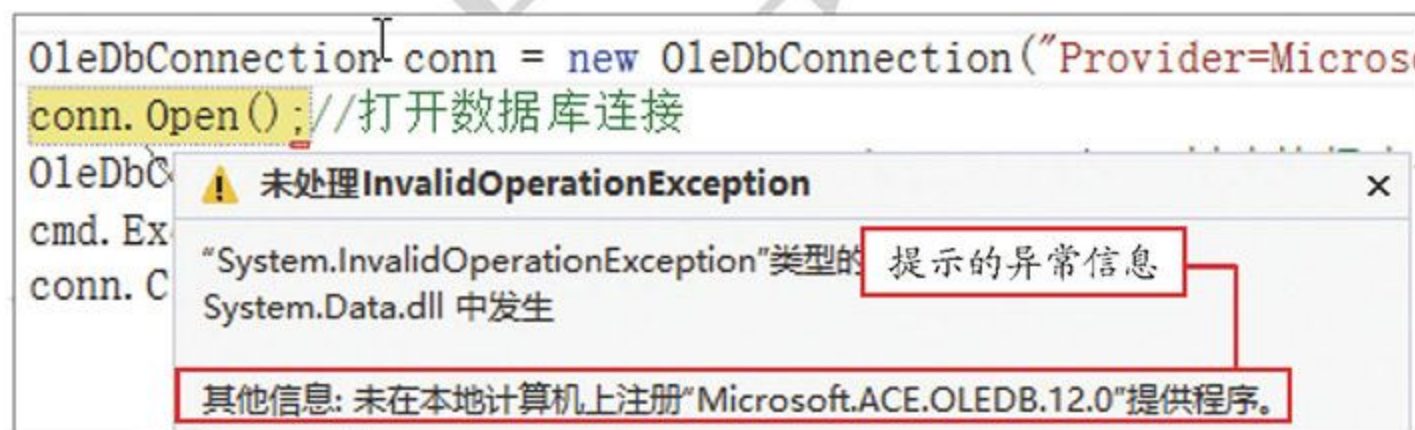 OleDbConnection conn = new OleDbConnection("Provider=Micros
conn.Open();//打开数据库连接
OleDbC
未处理InvalidOperationException
cmd.Ex
"System.InvalidOperationException"类型的
提示的异常信息
conn.C
System.Data.dll 中发生
其他信息: 未在本地计算机上注册"Microsoft.ACE.OLEDB.12.0"提供程序。